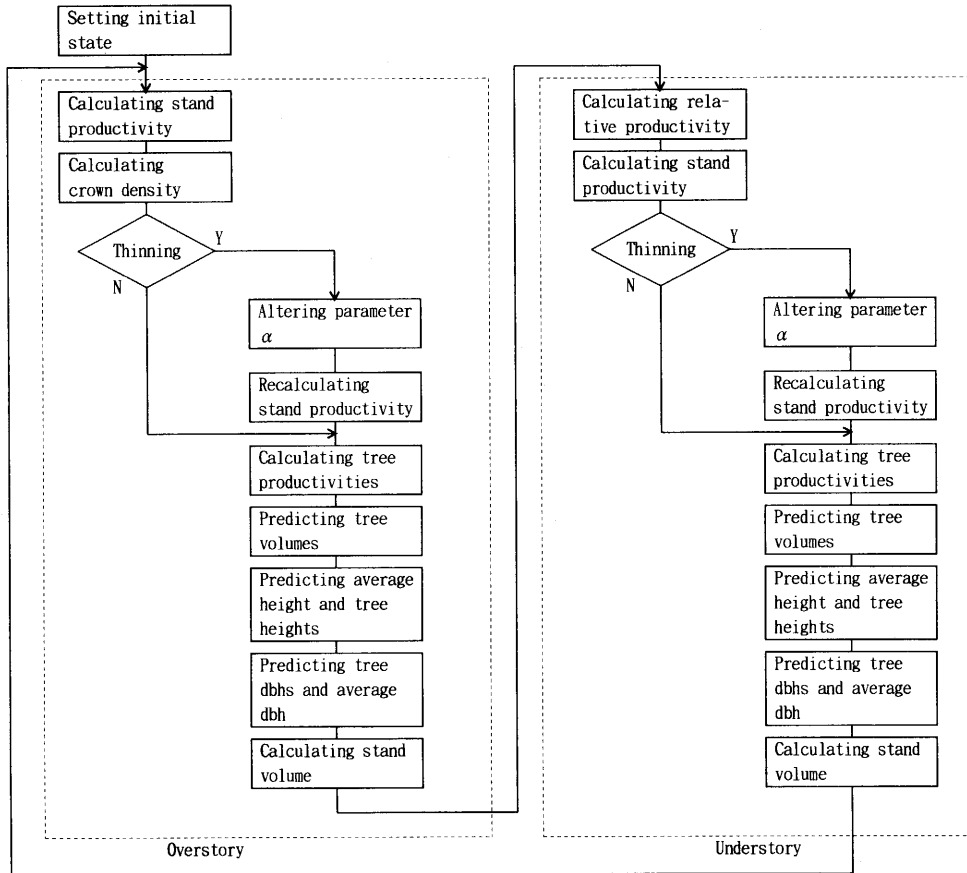 Setting initial
state
Calculating stand
productivity
Calculating
crown density
Thinning
Y
N
Altering parameter
α
Recalculating
stand productivity
Calculating tree
productivities
Predicting tree
volumes
Predicting average
height and tree
heights
Predicting tree
dbhs and average
dbh
Calculating stand
volume
Overstory
Calculating rela-
tive productivity
Calculating stand
productivity
Thinning
Y
N
Altering parameter
α
Recalculating
stand productivity
Calculating tree
productivities
Predicting tree
volumes
Predicting average
height and tree
heights
Predicting tree
dbhs and average
dbh
Calculating stand
volume
Understory